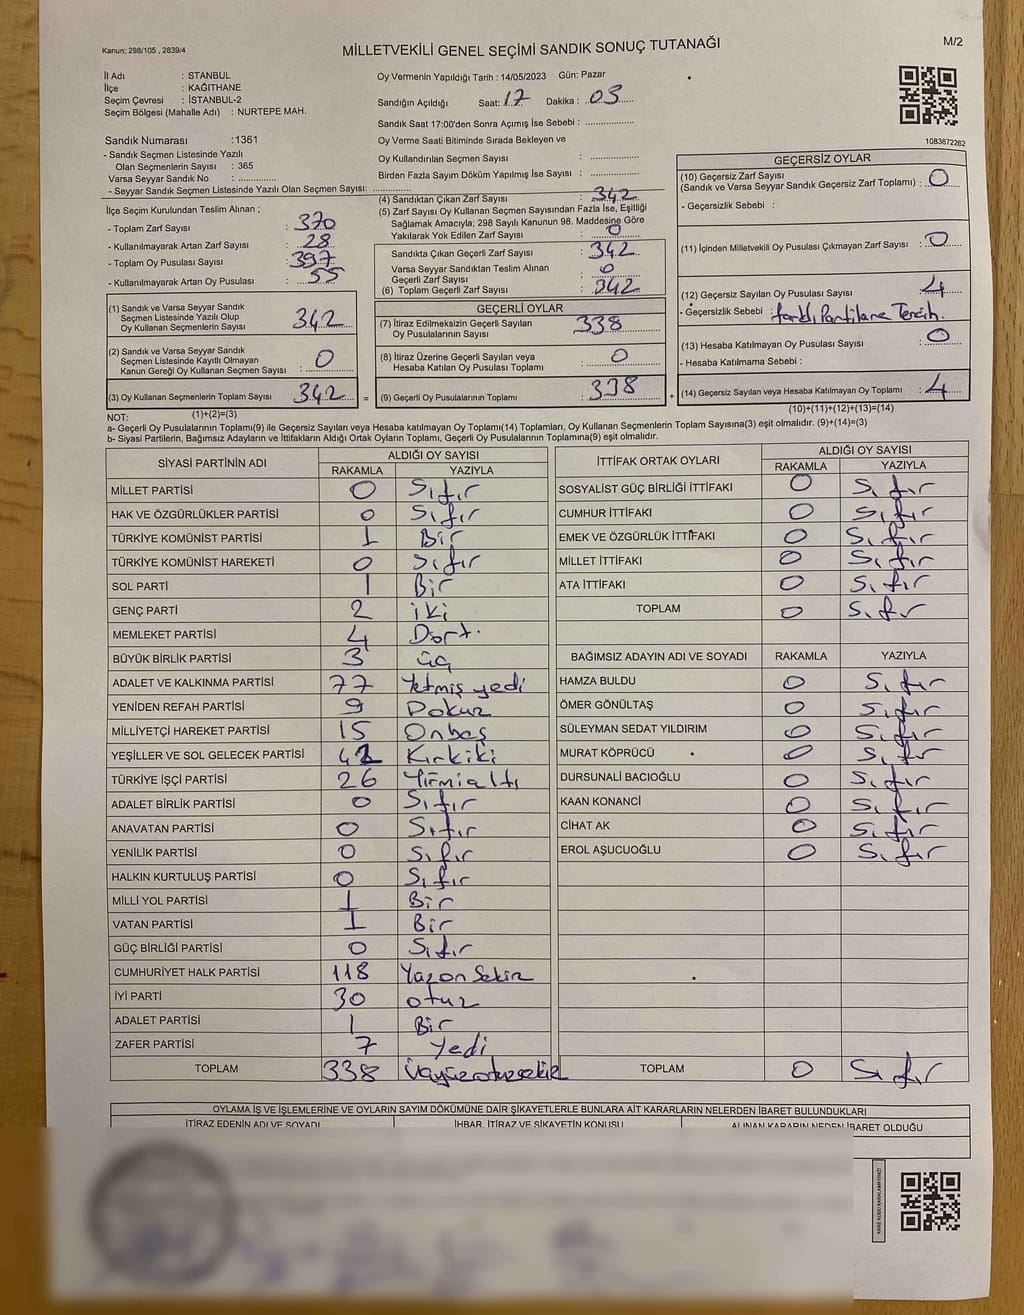 Kanun; 298/105 , 2839/4
MİLLETVEKİLİ GENEL SEÇİMİ SANDIK SONUÇ TUTANAĞI
M/2
İl Adı : STANBUL
İlçe : KAĞITHANE
Seçim Çevresi : İSTANBUL-2
Seçim Bölgesi (Mahalle Adı) : NURTEPE MAH.
Oy Vermenin Yapıldığı Tarih : 14/05/2023 Gün: Pazar
Sandığın Açıldığı Saat: 17 Dakika : 03
Sandık Saat 17:00'den Sonra Açımış İse Sebebi :
Oy Verme Saati Bitiminde Sırada Bekleyen ve
Oy Kullandırılan Seçmen Sayısı :
Birden Fazla Sayım Döküm Yapılmış İse Sayısı :
1083672262
Sandık Numarası :1361
- Sandık Seçmen Listesinde Yazılı
Olan Seçmenlerin Sayısı : 365
Varsa Seyyar Sandık No :
- Seyyar Sandık Seçmen Listesinde Yazılı Olan Seçmen Sayısı:
İlçe Seçim Kurulundan Teslim Alınan ;
- Toplam Zarf Sayısı : 370
- Kullanılmayarak Artan Zarf Sayısı : 28
- Toplam Oy Pusulası Sayısı : 397
- Kullanılmayarak Artan Oy Pusulası : 55
(1) Sandık ve Varsa Seyyar Sandık
Seçmen Listesinde Yazılı Olup
Oy Kullanan Seçmenlerin Sayısı : 342
(2) Sandık ve Varsa Seyyar Sandık
Seçmen Listesinde Kayıtlı Olmayan
Kanun Gereği Oy Kullanan Seçmen Sayısı : 0
(3) Oy Kullanan Seçmenlerin Toplam Sayısı : 342 =
(1)+(2)=(3)
(4) Sandıktan Çıkan Zarf Sayısı : 342
(5) Zarf Sayısı Oy Kullanan Seçmen Sayısından Fazla İse, Eşitliği
Sağlamak Amacıyla; 298 Sayılı Kanunun 98. Maddesine Göre
Yakılarak Yok Edilen Zarf Sayısı : 0
Sandıkta Çıkan Geçerli Zarf Sayısı : 342
Varsa Seyyar Sandıktan Teslim Alınan
Geçerli Zarf Sayısı : 0
(6) Toplam Geçerli Zarf Sayısı : 342
GEÇERLİ OYLAR
(7) İtiraz Edilmeksizin Geçerli Sayılan
Oy Pusulalarının Sayısı : 338
(8) İtiraz Üzerine Geçerli Sayılan veya
Hesaba Katılan Oy Pusulası Toplamı : 0
(9) Geçerli Oy Pusulalarının Toplamı : 338 +
GEÇERSİZ OYLAR
(10) Geçersiz Zarf Sayısı
(Sandık ve Varsa Seyyar Sandık Geçersiz Zarf Toplamı) : 0
- Geçersizlik Sebebi :
(11) İçinden Milletvekili Oy Pusulası Çıkmayan Zarf Sayısı : 0
(12) Geçersiz Sayılan Oy Pusulası Sayısı : 4
- Geçersizlik Sebebi : farklı Partilere Tercih.
(13) Hesaba Katılmayan Oy Pusulası Sayısı : 0
- Hesaba Katılmama Sebebi :
(14) Geçersiz Sayılan veya Hesaba Katılmayan Oy Toplamı : 4
(10)+(11)+(12)+(13)=(14)
NOT:
a- Geçerli Oy Pusulalarının Toplamı(9) ile Geçersiz Sayılan veya Hesaba katılmayan Oy Toplamı(14) Toplamları, Oy Kullanan Seçmenlerin Toplam Sayısına(3) eşit olmalıdır. (9)+(14)=(3)
b- Siyasi Partilerin, Bağımsız Adayların ve İttifakların Aldığı Ortak Oyların Toplamı, Geçerli Oy Pusulalarının Toplamına(9) eşit olmalıdır.
SİYASİ PARTİNİN ADI ALDIĞI OY SAYISI
RAKAMLA YAZIYLA
MİLLET PARTİSİ 0 Sıfır
HAK VE ÖZGÜRLÜKLER PARTİSİ 0 Sıfır
TÜRKİYE KOMÜNİST PARTİSİ 1 Bir
TÜRKİYE KOMÜNİST HAREKETİ 0 Sıfır
SOL PARTİ 1 Bir
GENÇ PARTİ 2 iki
MEMLEKET PARTİSİ 4 Dört.
BÜYÜK BİRLİK PARTİSİ 3 üç
ADALET VE KALKINMA PARTİSİ 77 Yetmiş yedi
YENİDEN REFAH PARTİSİ 9 Dokuz
MİLLİYETÇİ HAREKET PARTİSİ 15 Onbeş
YEŞİLLER VE SOL GELECEK PARTİSİ 42 Kırkiki
TÜRKİYE İŞÇİ PARTİSİ 26 Yirmialtı
ADALET BİRLİK PARTİSİ 0 Sıfır
ANAVATAN PARTİSİ 0 Sıfır
YENİLİK PARTİSİ 0 Sıfır
HALKIN KURTULUŞ PARTİSİ 0 Sıfır
MİLLİ YOL PARTİSİ 1 Bir
VATAN PARTİSİ 1 Bir
GÜÇ BİRLİĞİ PARTİSİ 0 Sıfır
CUMHURİYET HALK PARTİSİ 118 Yüzon Sekiz
İYİ PARTİ 30 otuz
ADALET PARTİSİ 1 Bir
ZAFER PARTİSİ 7 Yedi
TOPLAM 338 üçyüzotuzsekiz
İTTİFAK ORTAK OYLARI ALDIĞI OY SAYISI
RAKAMLA YAZIYLA
SOSYALİST GÜÇ BİRLİĞİ İTTİFAKI 0 Sıfır
CUMHUR İTTİFAKI 0 Sıfır
EMEK VE ÖZGÜRLÜK İTTİFAKI 0 Sıfır
MİLLET İTTİFAKI 0 Sıfır
ATA İTTİFAKI 0 Sıfır
TOPLAM 0 Sıfır
BAĞIMSIZ ADAYIN ADI VE SOYADI RAKAMLA YAZIYLA
HAMZA BULDU 0 Sıfır
ÖMER GÖNÜLTAŞ 0 Sıfır
SÜLEYMAN SEDAT YILDIRIM 0 Sıfır
MURAT KÖPRÜCÜ 0 Sıfır
DURSUNALİ BACIOĞLU 0 Sıfır
KAAN KONANCİ 0 Sıfır
CİHAT AK 0 Sıfır
EROL AŞUCUOĞLU 0 Sıfır
TOPLAM 0 Sıfır
OYLAMA İŞ VE İŞLEMLERİNE VE OYLARIN SAYIM DÖKÜMÜNE DAİR ŞİKAYETLERLE BUNLARA AİT KARARLARIN NELERDEN İBARET BULUNDUKLARI
İTİRAZ EDENİN ADI VE SOYADI İHBAR, İTİRAZ VE ŞİKAYETİN KONUSU ALINAN KARARIN NEDEN İBARET OLDUĞU